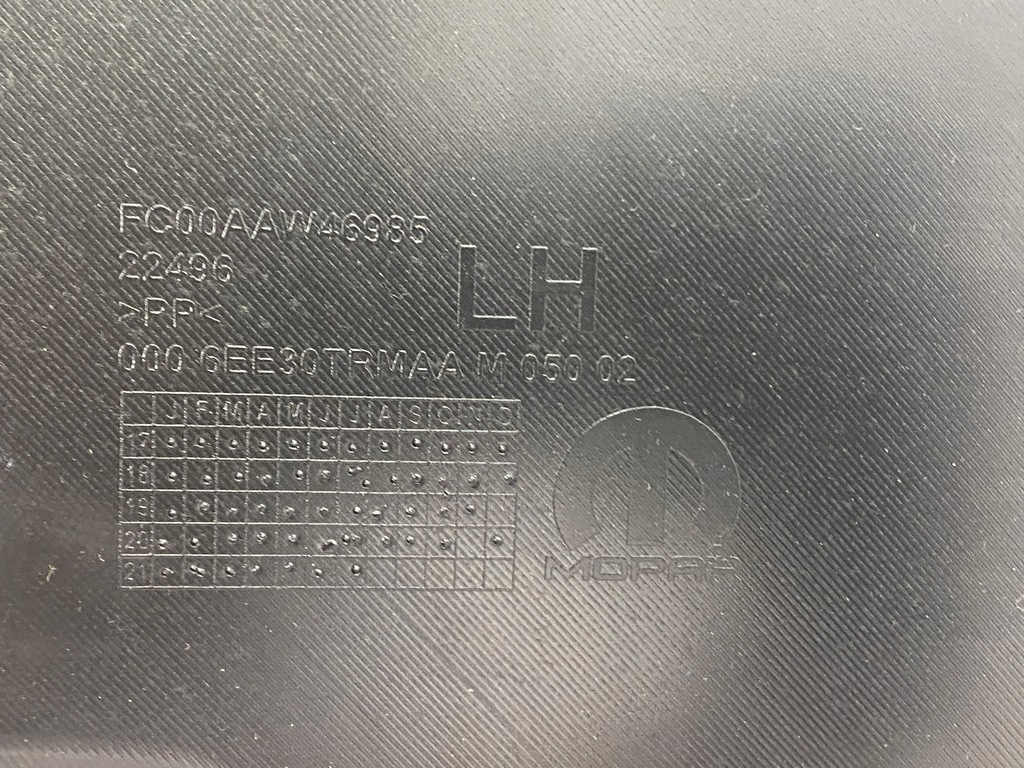 FC00AAW46985
22496
>PP<
LH
000 6EE30TRMAA M 050 02
J F M A M J J A S O N D
17
18
19
20
21
MOPAR